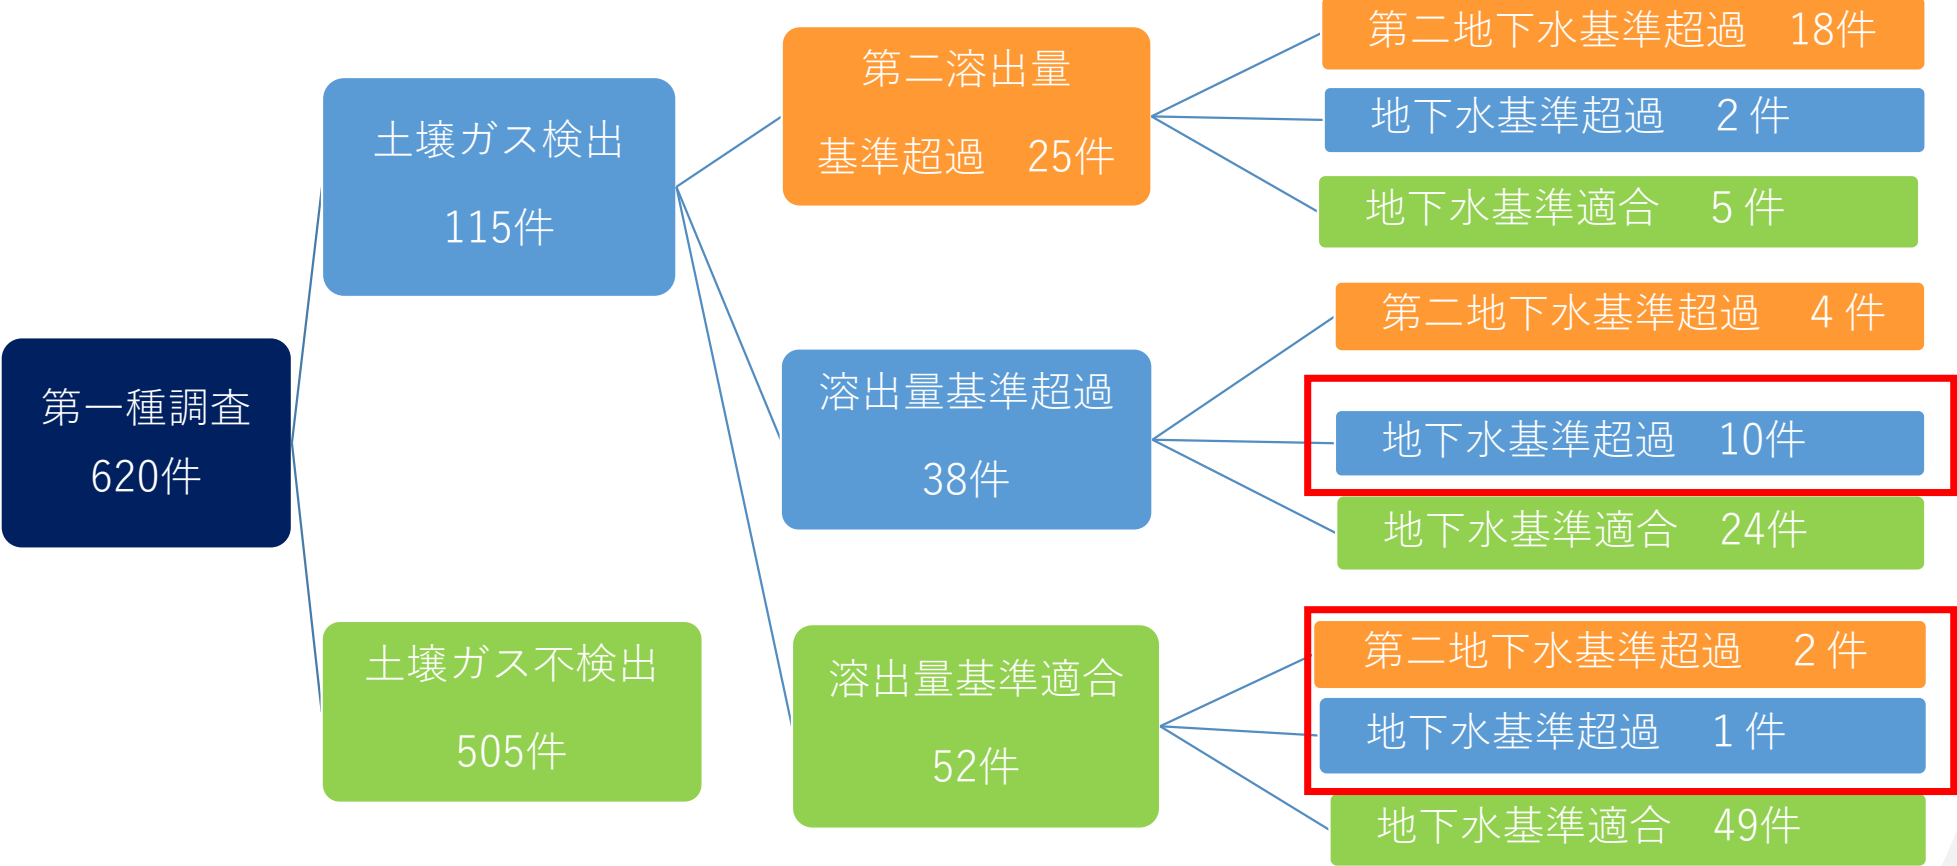 第一種調査
620件
土壌ガス検出
115件
土壌ガス不検出
505件
第二溶出量
基準超過　25件
溶出量基準超過
38件
溶出量基準適合
52件
第二地下水基準超過　18件
地下水基準超過　２件
地下水基準適合　５件
第二地下水基準超過　４件
地下水基準超過　10件
地下水基準適合　24件
第二地下水基準超過　２件
地下水基準超過　１件
地下水基準適合　49件